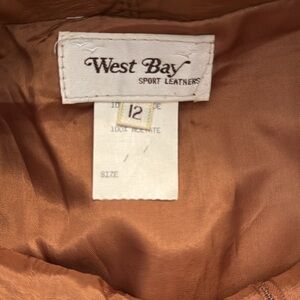 West Bay
SPORT LEATHERS
12
100% ACETATE
SIZE